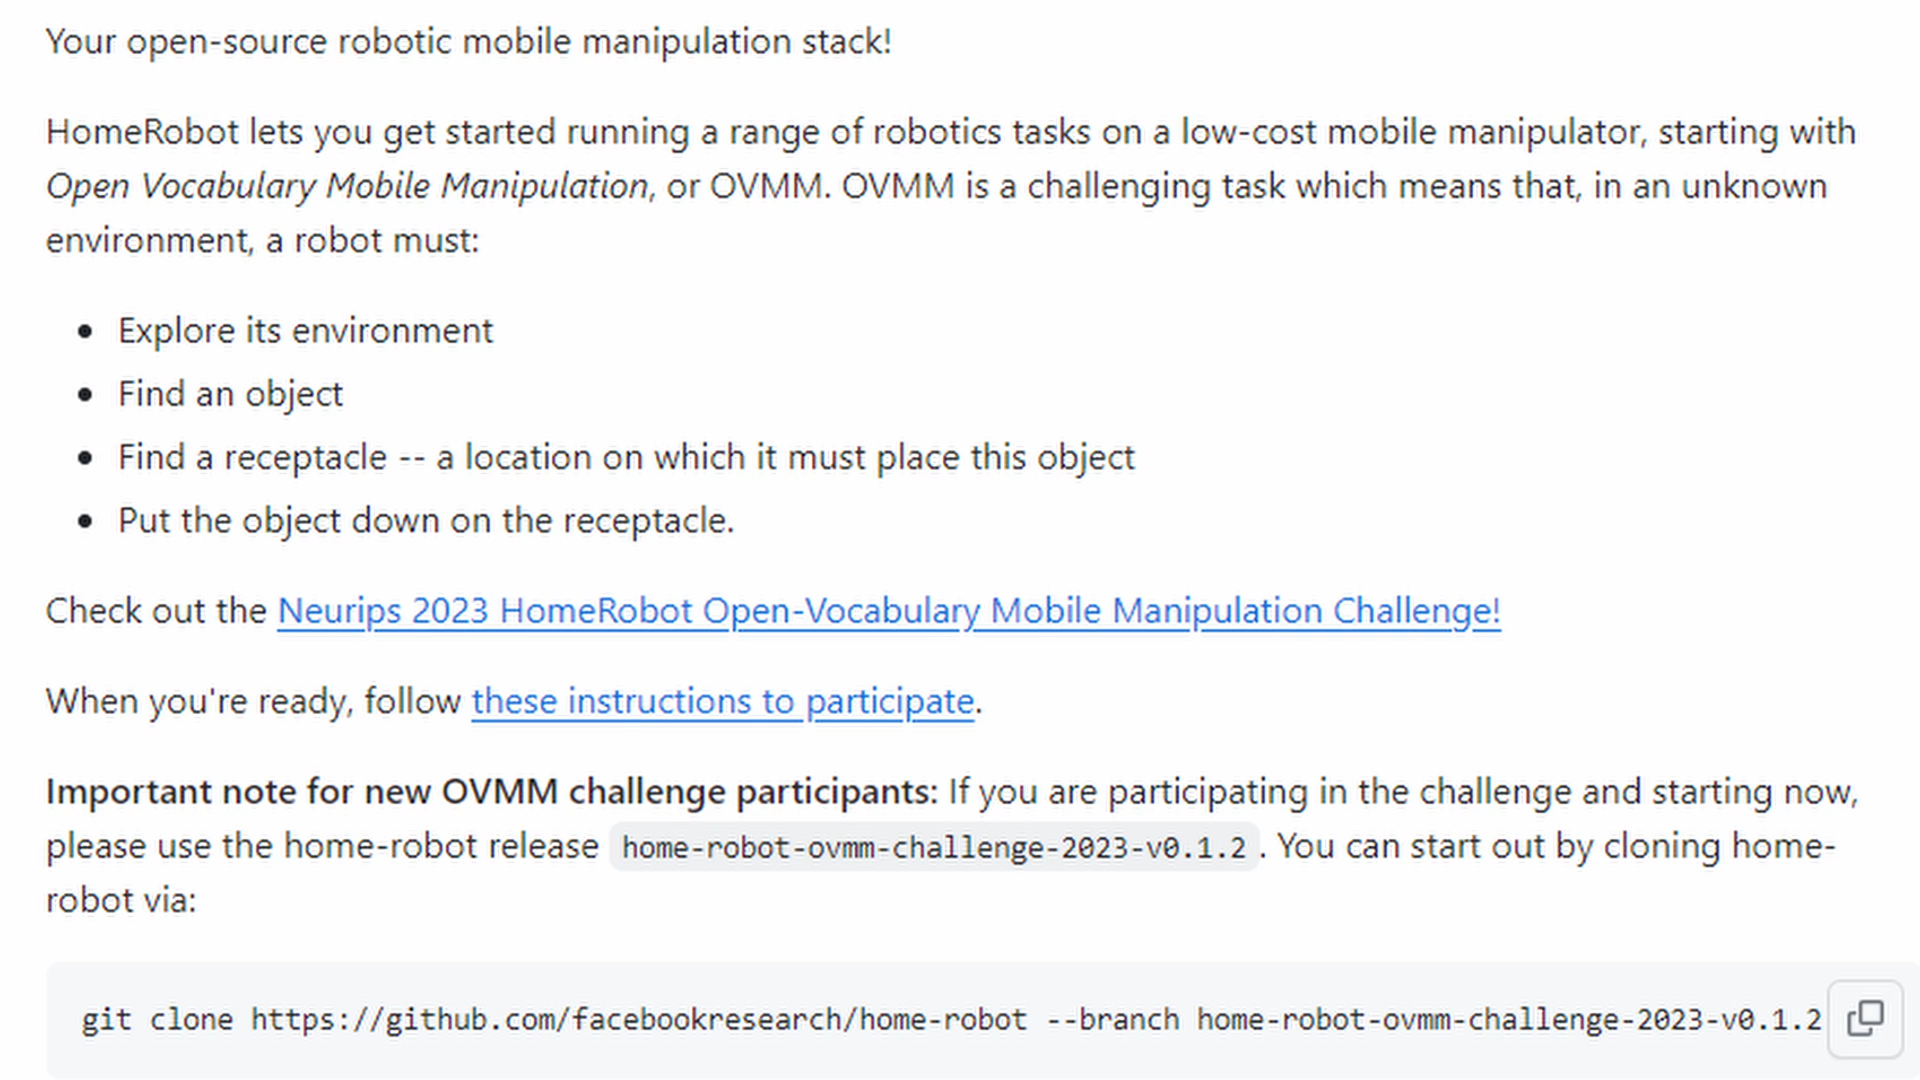 Your open-source robotic mobile manipulation stack!
HomeRobot lets you get started running a range of robotics tasks on a low-cost mobile manipulator, starting with
Open Vocabulary Mobile Manipulation, or OVMM. OVMM is a challenging task which means that, in an unknown
environment, a robot must:
• Explore its environment
• Find an object
• Find a receptacle -- a location on which it must place this object
• Put the object down on the receptacle.
Check out the Neurips 2023 HomeRobot Open-Vocabulary Mobile Manipulation Challenge!
When you're ready, follow these instructions to participate.
Important note for new OVMM challenge participants: If you are participating in the challenge and starting now,
please use the home-robot release home-robot-ovmm-challenge-2023-v0.1.2 . You can start out by cloning home-
robot via:
git clone https://github.com/facebookresearch/home-robot --branch home-robot-ovmm-challenge-2023-v0.1.2